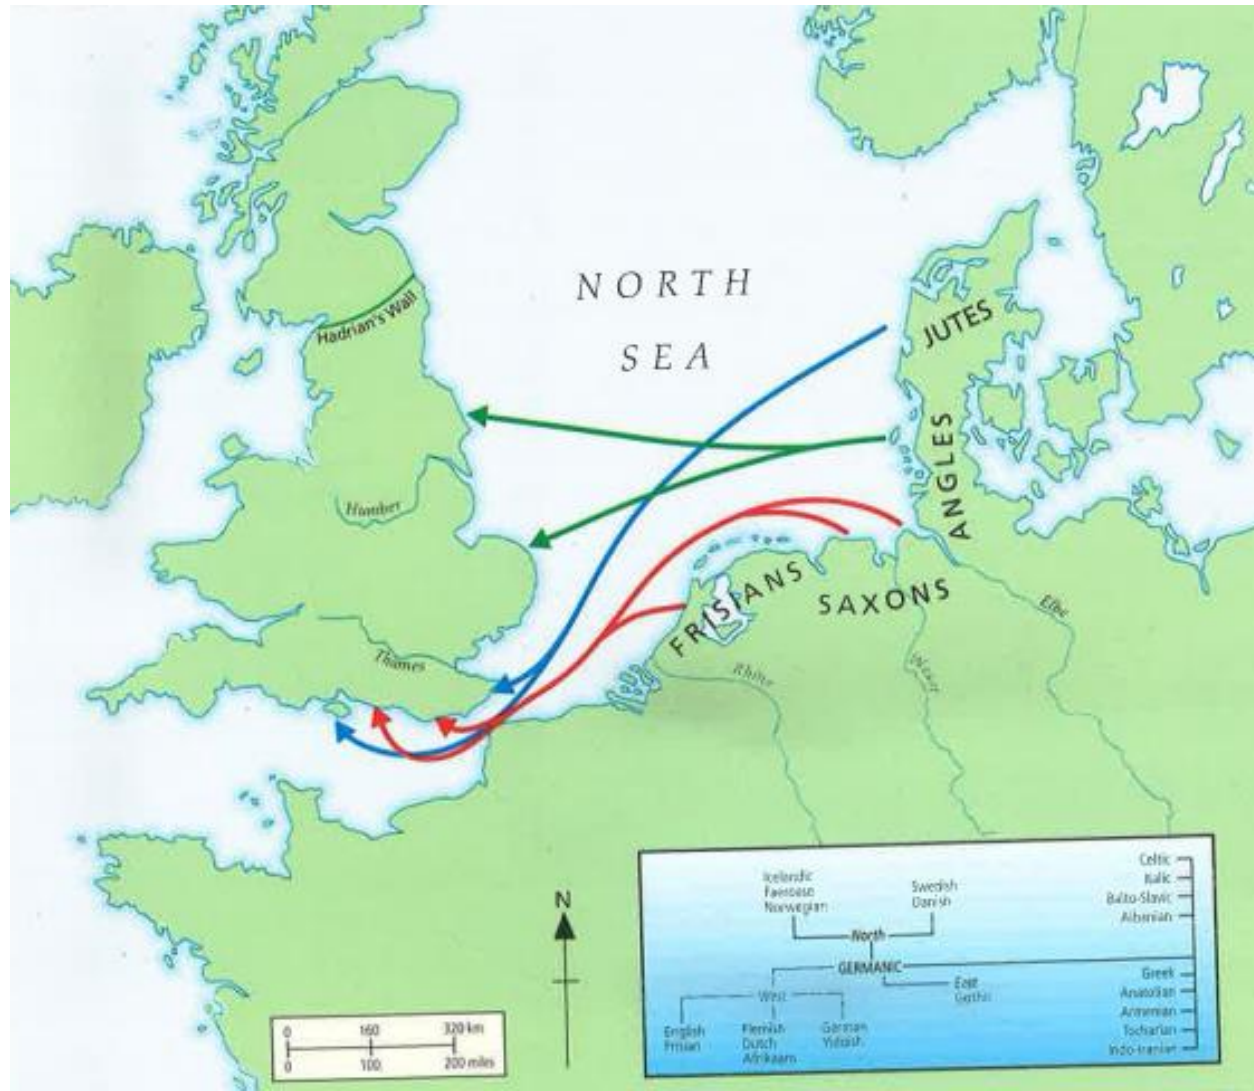 NORTH
SEA
Hadrian's Wall
JUTES
ANGLES
Humber
FRISIANS
SAXONS
Elbe
Thames
Rhine
Weser
N
0 160 320 km
0 100 200 miles
Icelandic
Faeroese
Norwegian
Swedish
Danish
North
GERMANIC
West
East
Gothic
English
Frisian
Flemish
Dutch
Afrikaans
German
Yiddish
Celtic
Italic
Balto-Slavic
Albanian
Greek
Anatolian
Armenian
Tocharian
Indo-Iranian